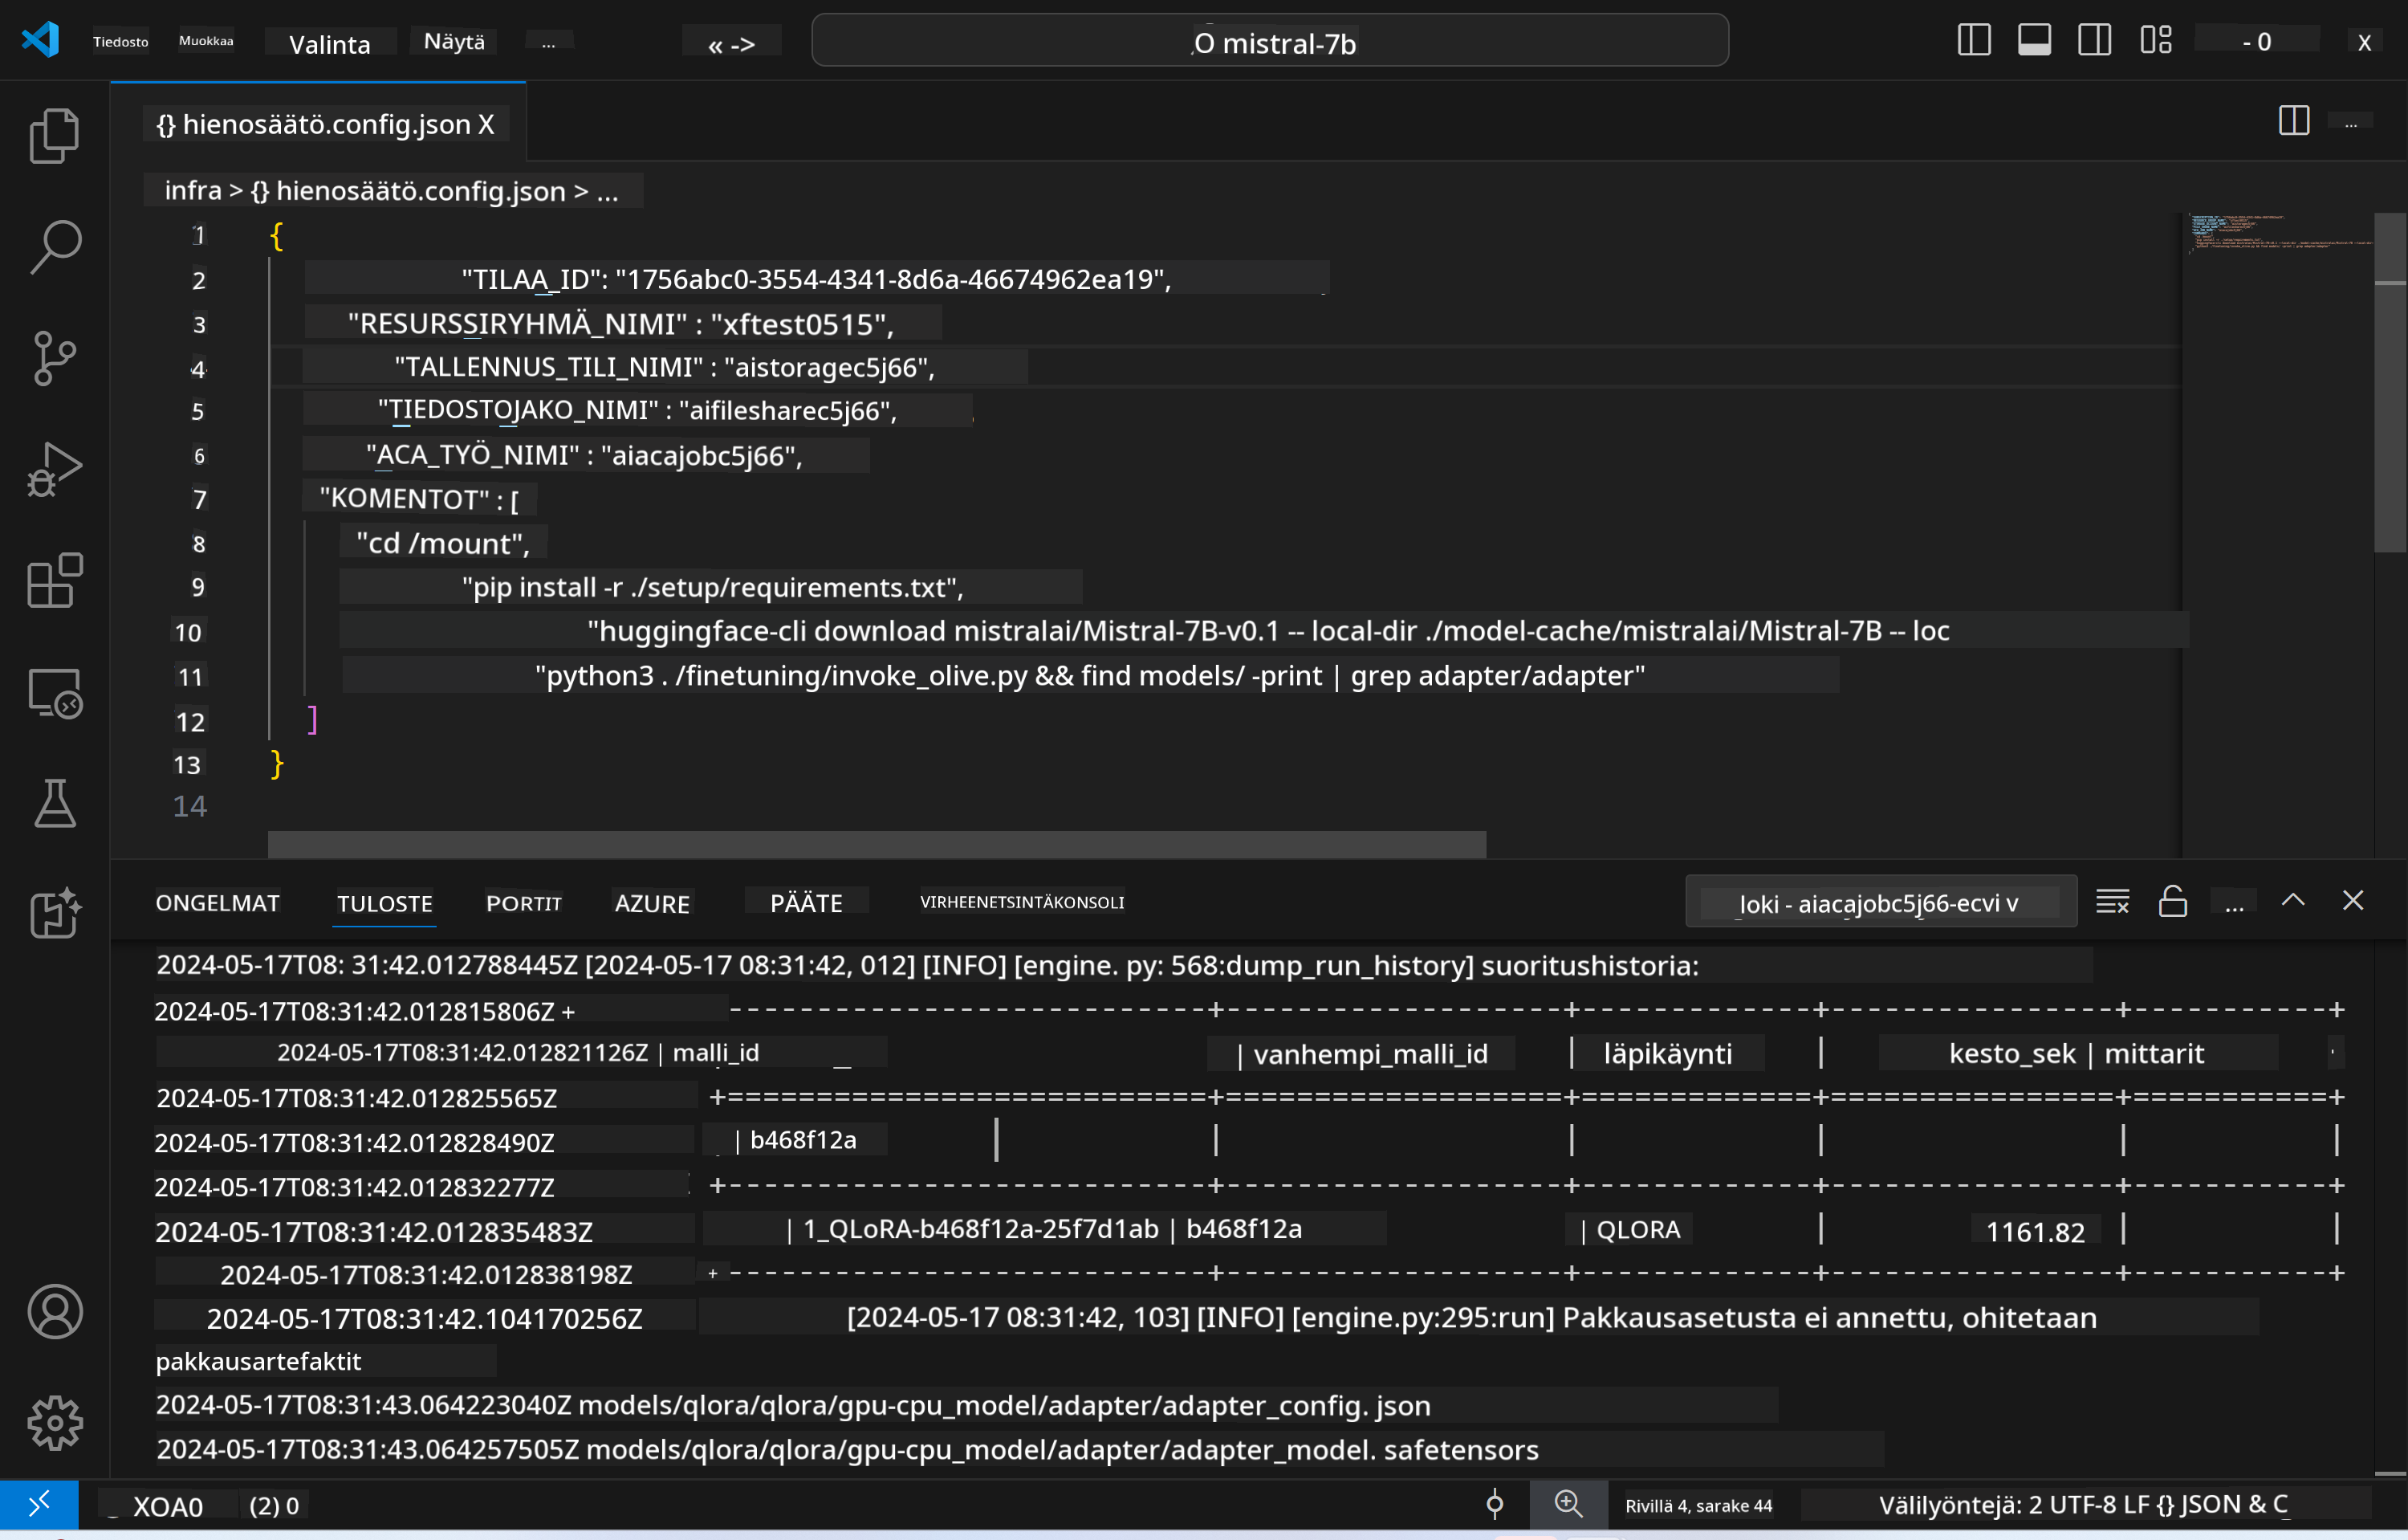 Tiedosto Muokkaa Valinta Näytä ... « -> O mistral-7b - 0 X
{} hienosäätö.config.json X ...
infra > {} hienosäätö.config.json > ...
1 {
2 "TILAA_ID": "1756abc0-3554-4341-8d6a-46674962ea19",
3 "RESURSSIRYHMÄ_NIMI" : "xftest0515",
4 "TALLENNUS_TILI_NIMI" : "aistoragec5j66",
5 "TIEDOSTOJAKO_NIMI" : "aifilesharec5j66",
6 "ACA_TYÖ_NIMI" : "aiacajobc5j66",
7 "KOMENTOT" : [
8 "cd /mount",
9 "pip install -r ./setup/requirements.txt",
10 "huggingface-cli download mistralai/Mistral-7B-v0.1 -- local-dir ./model-cache/mistralai/Mistral-7B -- loc
11 "python3 . /finetuning/invoke_olive.py && find models/ -print | grep adapter/adapter"
12 ]
13 }
14
ONGELMAT TULOSTE PORTIT AZURE PÄÄTE VIRHEENETSINTÄKONSOLI loki - aiacajobc5j66-ecvi v ...
2024-05-17T08: 31:42.012788445Z [2024-05-17 08:31:42, 012] [INFO] [engine. py: 568:dump_run_history] suoritushistoria:
2024-05-17T08:31:42.012815806Z +---------------------------+-------------------+-------------+----------------+-----------+
2024-05-17T08:31:42.012821126Z | malli_id | vanhempi_malli_id | läpikäynti | kesto_sek | mittarit
2024-05-17T08:31:42.012825565Z +===========================+===================+=============+================+===========+
2024-05-17T08:31:42.012828490Z | b468f12a | | | | | |
2024-05-17T08:31:42.012832277Z +---------------------------+-------------------+-------------+----------------+-----------+
2024-05-17T08:31:42.012835483Z | 1_QLoRA-b468f12a-25f7d1ab | b468f12a | QLORA | 1161.82 | |
2024-05-17T08:31:42.012838198Z +---------------------------+-------------------+-------------+----------------+-----------+
2024-05-17T08:31:42.104170256Z [2024-05-17 08:31:42, 103] [INFO] [engine.py:295:run] Pakkausasetusta ei annettu, ohitetaan
pakkausartefaktit
2024-05-17T08:31:43.064223040Z models/qlora/qlora/gpu-cpu_model/adapter/adapter_config. json
2024-05-17T08:31:43.064257505Z models/qlora/qlora/gpu-cpu_model/adapter/adapter_model. safetensors
XOA0 (2) 0 Rivillä 4, sarake 44 Välilyöntejä: 2 UTF-8 LF {} JSON & C